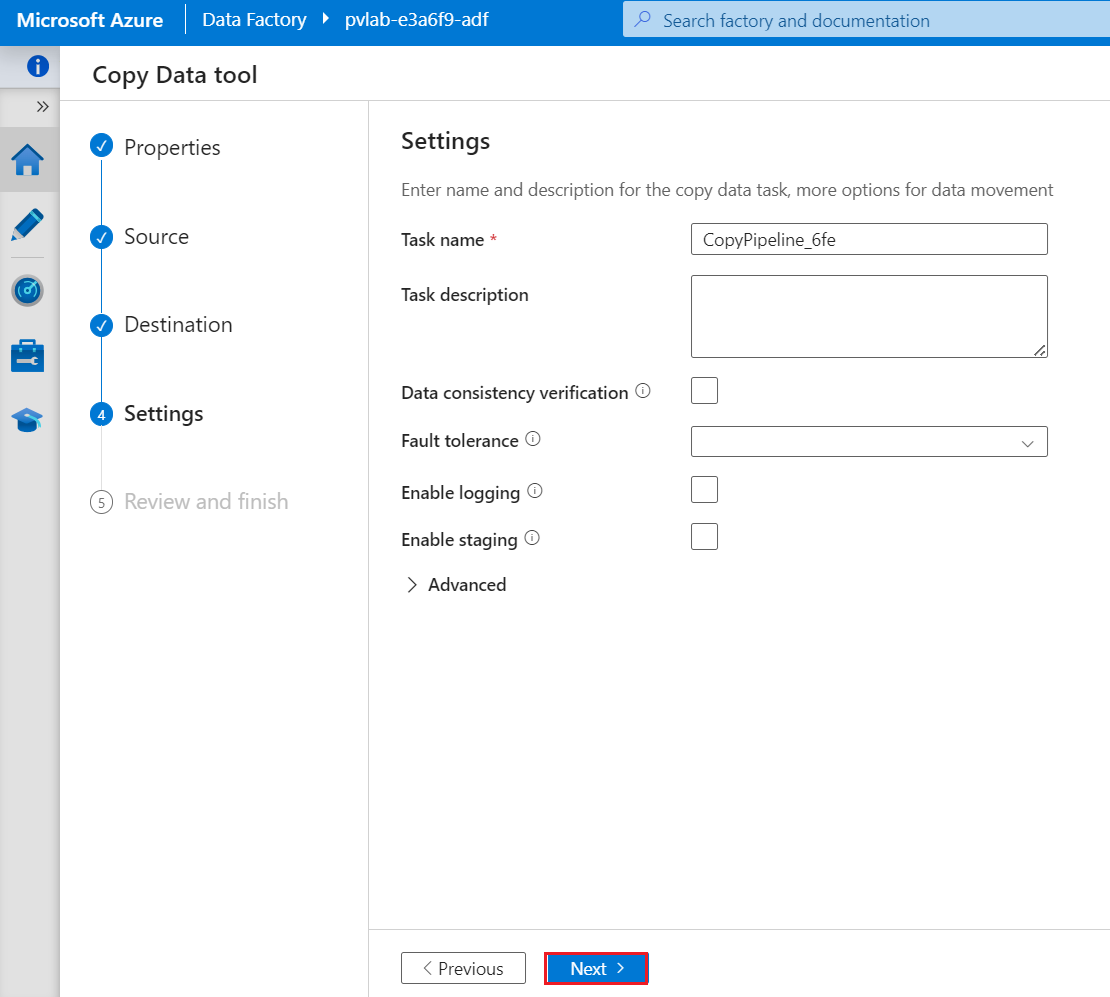 Microsoft Azure
Data Factory
pvlab-e3a6f9-adf
Search factory and documentation
Copy Data tool
Properties
Source
Destination
4 Settings
5 Review and finish
Settings
Enter name and description for the copy data task, more options for data movement
Task name *
CopyPipeline_6fe
Task description
Data consistency verification
Fault tolerance
Enable logging
Enable staging
Advanced
Previous
Next